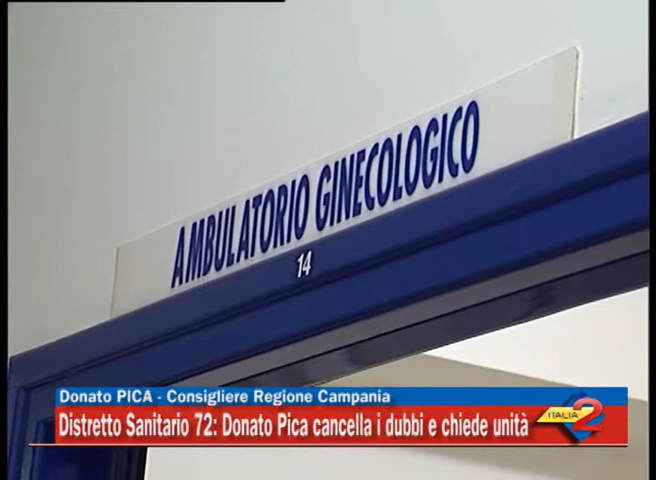 AMBULATORIO GINECOLOGICO
14
Donato PICA - Consigliere Regione Campania
Distretto Sanitario 72: Donato Pica cancella i dubbi e chiede unità
ITALIA 2